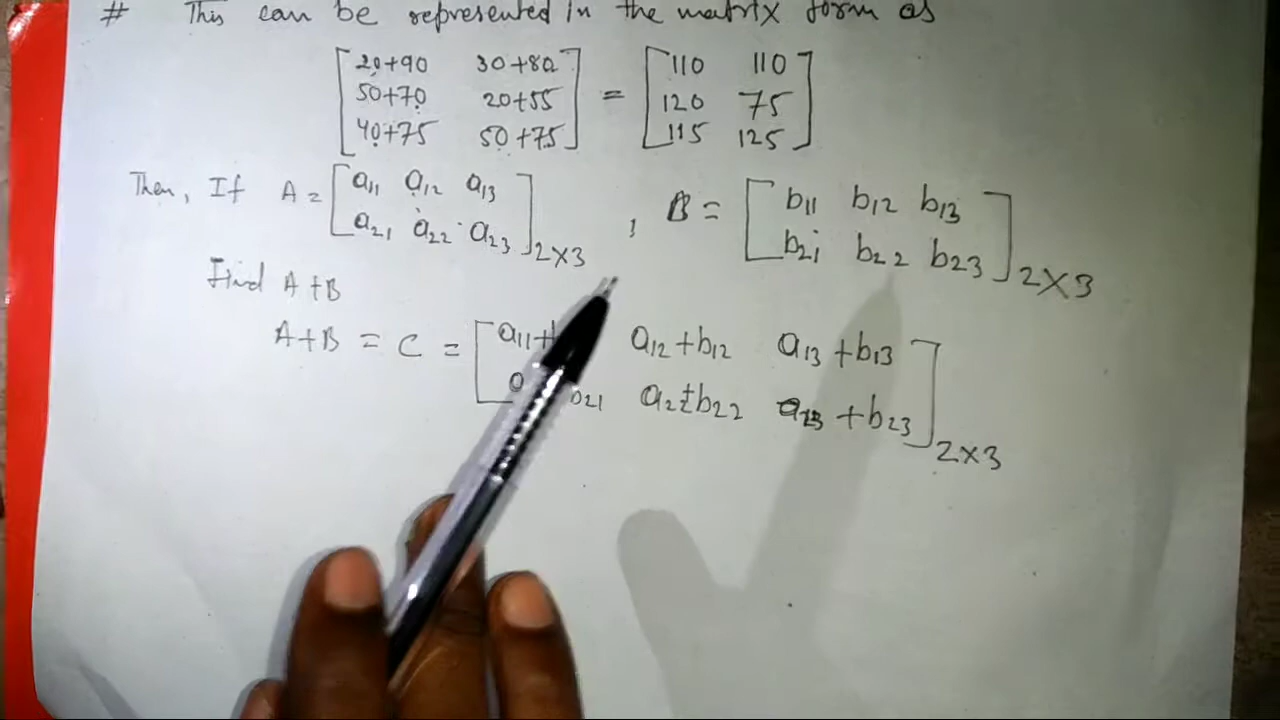 # This can be represented in the matrix form as
[20+90 30+80
50+70 20+55
40+75 50+75] = [110 110
120 75
115 125]
Then, If A = [a11 a12 a13
a21 a22 a23]2×3 , B = [b11 b12 b13
b21 b22 b23]2×3
Find A+B
A+B = C = [a11+ a12+b12 a13+b13
b21 a2+b22 a23+b23]2×3